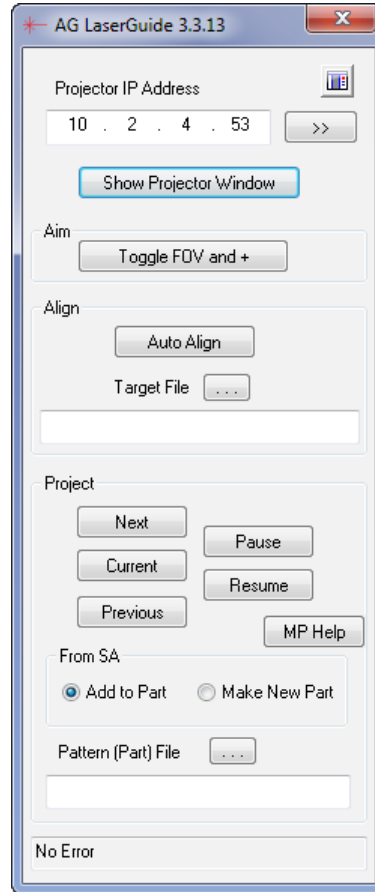 AG LaserGuide 3.3.13
Projector IP Address
10 . 2 . 4 . 53
>>
Show Projector Window
Aim
Toggle FOV and +
Align
Auto Align
Target File ...
Project
Next
Pause
Current
Resume
Previous
MP Help
From SA
Add to Part Make New Part
Pattern (Part) File ...
No Error